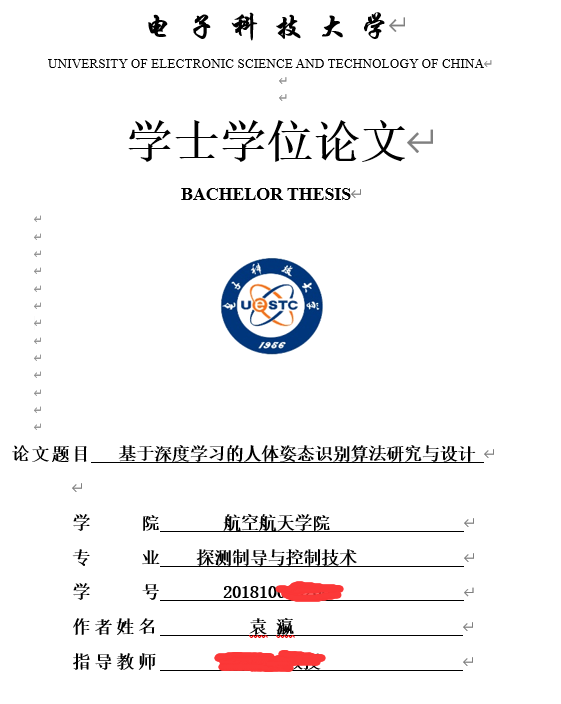 电子科技大学
UNIVERSITY OF ELECTRONIC SCIENCE AND TECHNOLOGY OF CHINA
学士学位论文
BACHELOR THESIS
电子科技大学
UESTC
1956
论文题目 基于深度学习的人体姿态识别算法研究与设计
学 院 航空航天学院
专 业 探测制导与控制技术
学 号 201810
作者姓名 袁 瀛
指导教师